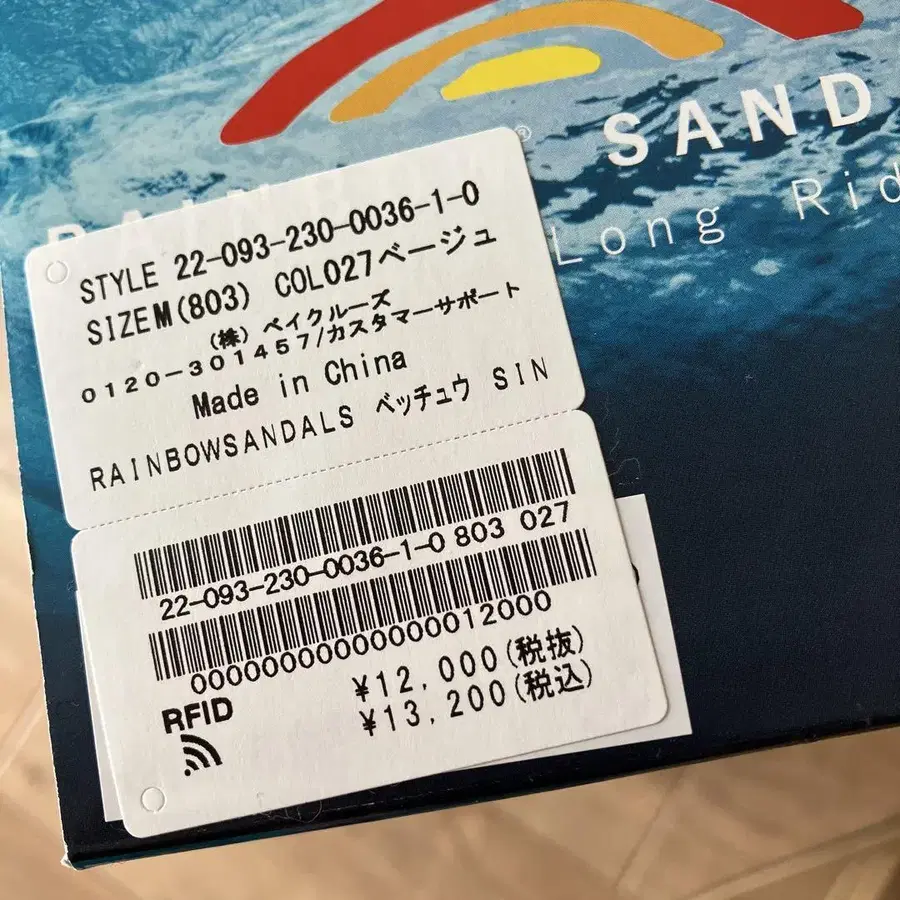 SAND
RAINB
Long Rid
®
STYLE 22-093-230-0036-1-0
SIZEM(803) COL027ベージュ
(株) ベイクルーズ
0120-301457/カスタマーサポート
Made in China
RAINBOWSANDALS ベッチュウ SIN
22-093-230-0036-1-0 803 027
00000000000000012000
¥12,000(税抜)
¥13,200(税込)
RFID